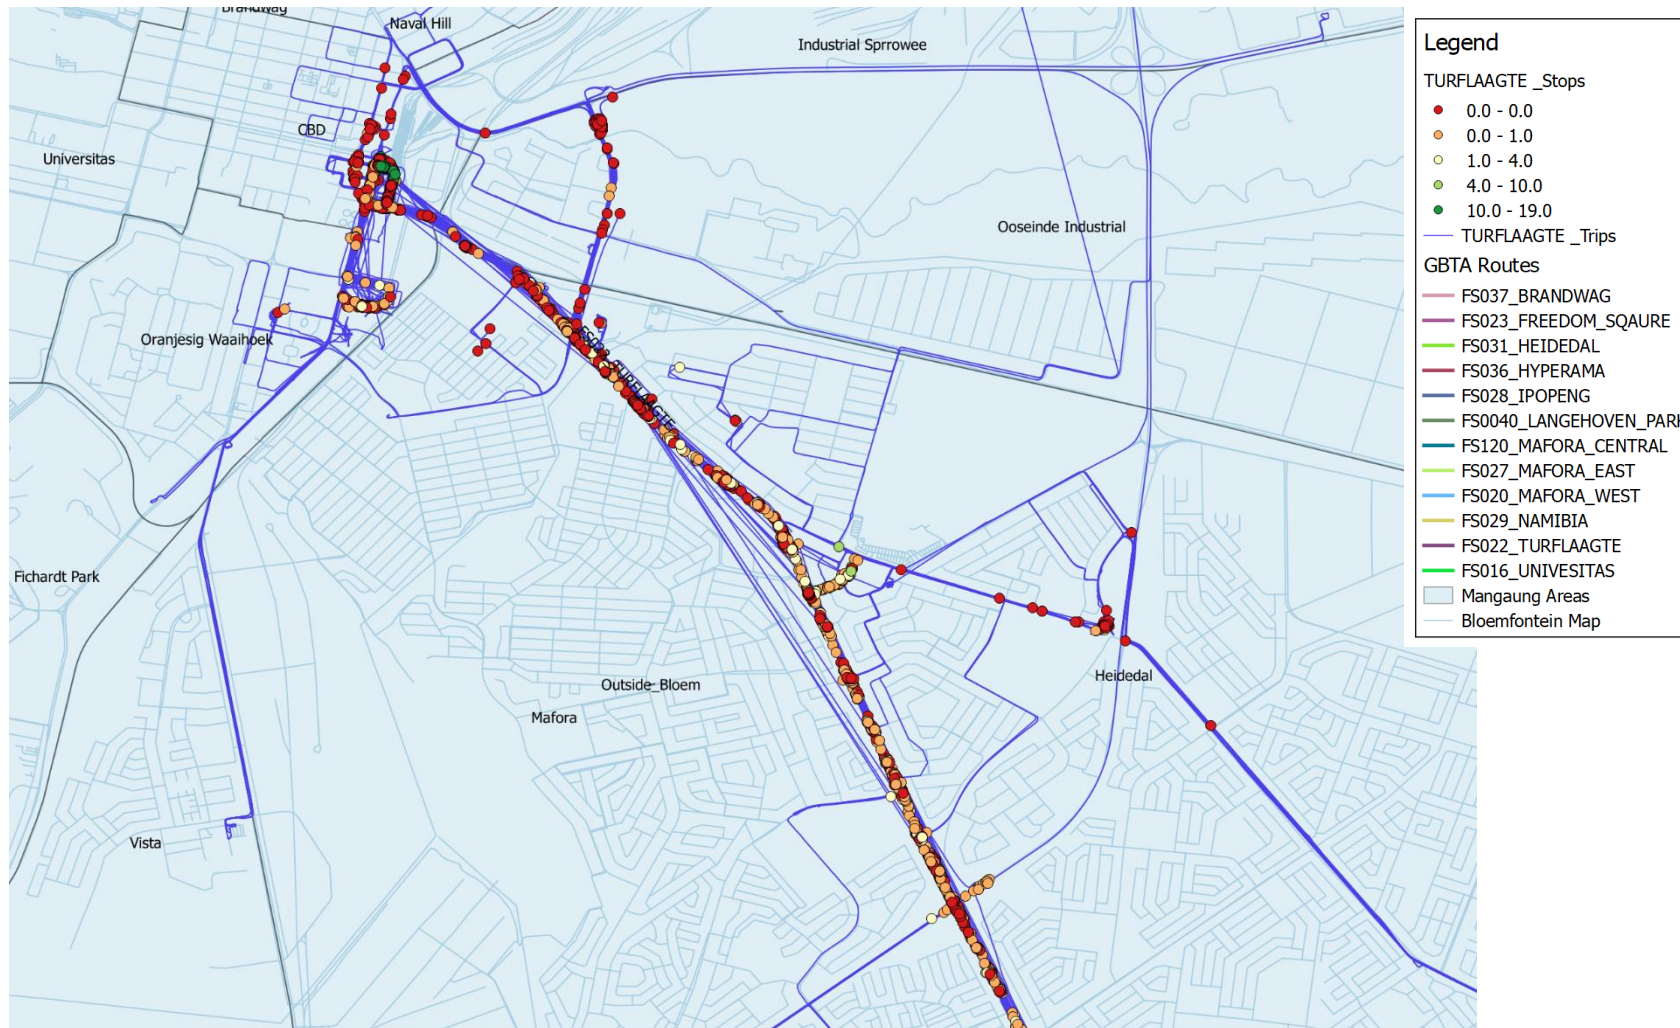 Brandwag
Naval Hill
Industrial Sprrowee
CBD
Universitas
Ooseinde Industrial
Oranjesig Waaihoek
Fichardt Park
Outside_Bloem
Mafora
Heidedal
Vista
Legend
TURFLAAGTE _Stops
0.0 - 0.0
0.0 - 1.0
1.0 - 4.0
4.0 - 10.0
10.0 - 19.0
TURFLAAGTE _Trips
GBTA Routes
FS037_BRANDWAG
FS023_FREEDOM_SQAURE
FS031_HEIDEDAL
FS036_HYPERAMA
FS028_IPOPENG
FS0040_LANGEHOVEN_PARK
FS120_MAFORA_CENTRAL
FS027_MAFORA_EAST
FS020_MAFORA_WEST
FS029_NAMIBIA
FS022_TURFLAAGTE
FS016_UNIVESITAS
Mangaung Areas
Bloemfontein Map